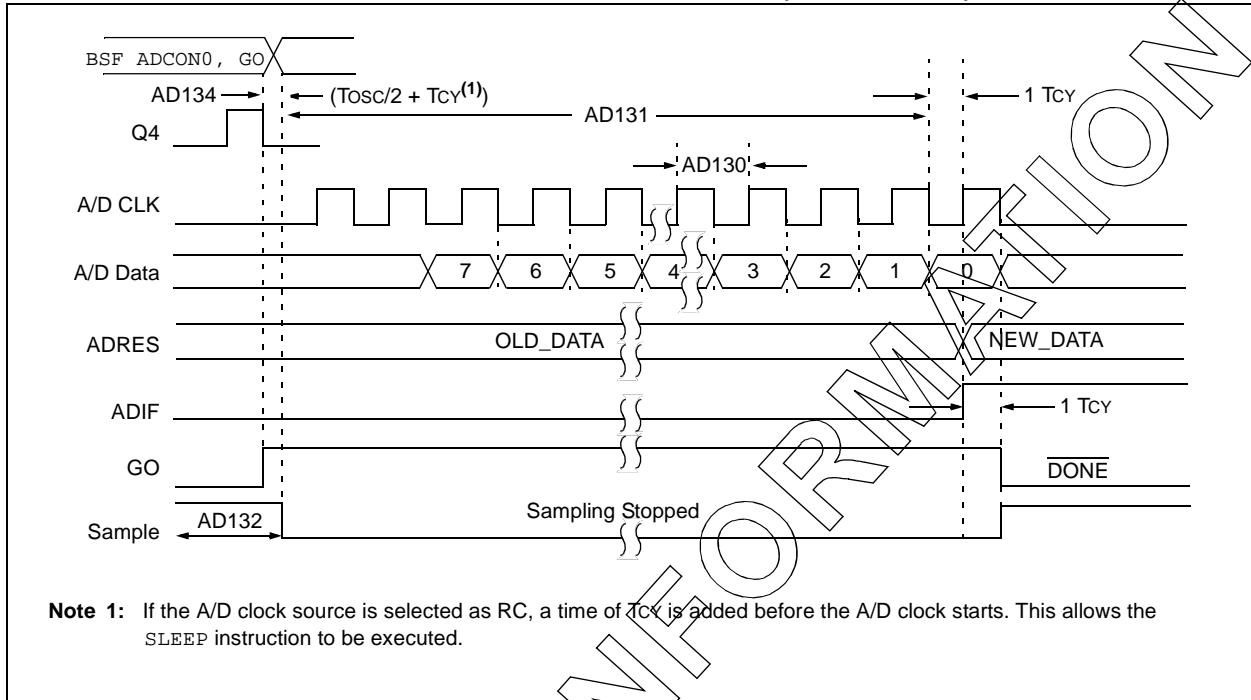 BSF ADCON0, GO
AD134
(TOSC/2 + TCY(1))
AD131
1 TCY
Q4
AD130
A/D CLK
A/D Data
7
6
5
4
3
2
1
0
ADRES
OLD_DATA
NEW_DATA
ADIF
1 TCY
GO
DONE
Sample
AD132
Sampling Stopped
Note 1: If the A/D clock source is selected as RC, a time of TCY is added before the A/D clock starts. This allows the
SLEEP instruction to be executed.
NFORMATION